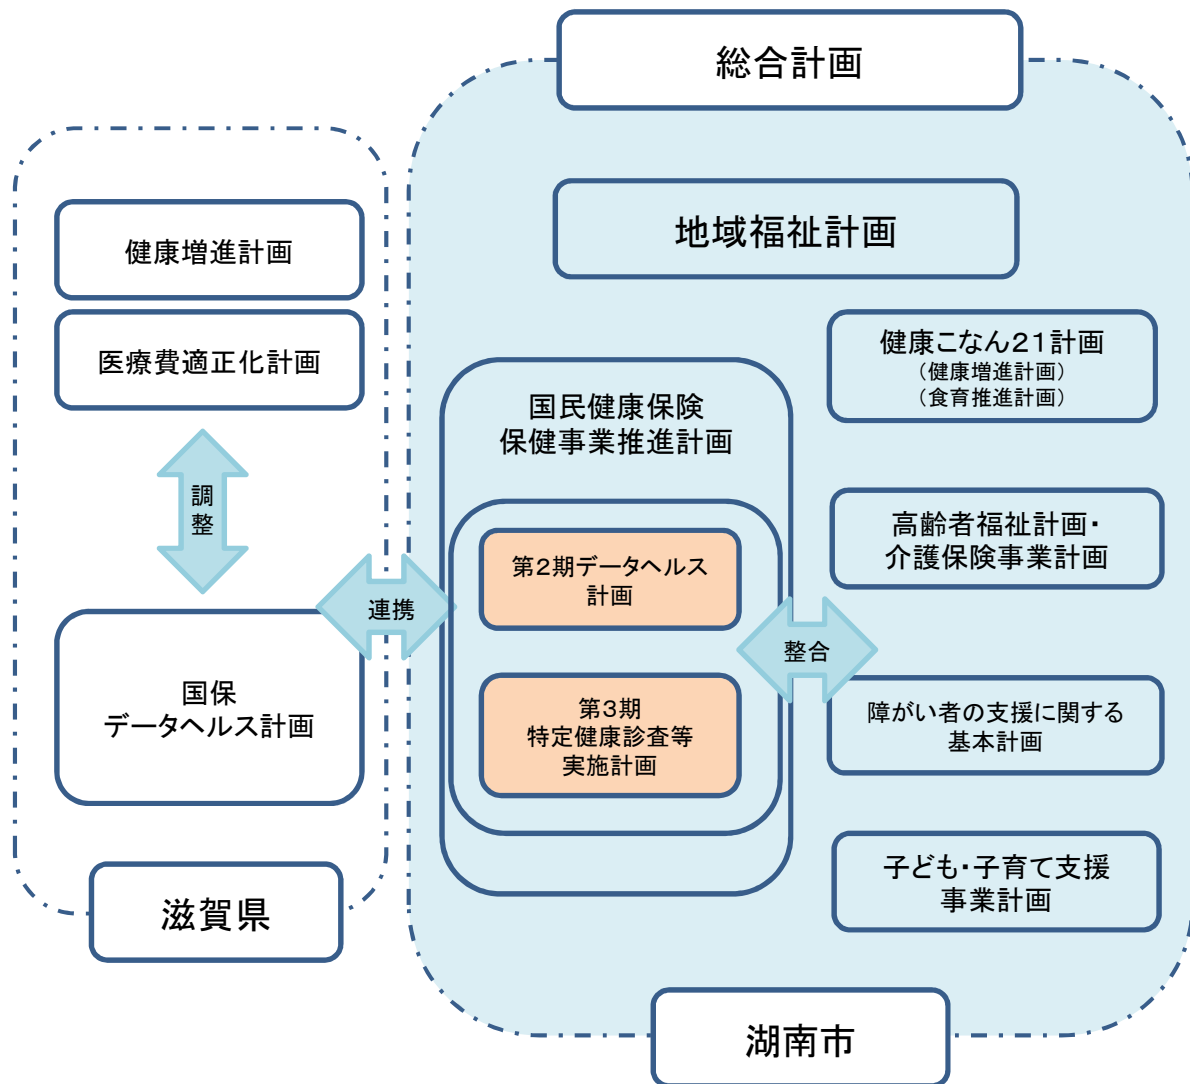 総合計画
地域福祉計画
健康増進計画
医療費適正化計画
調
整
国保
データヘルス計画
滋賀県
連携
国民健康保険
保健事業推進計画
第2期データヘルス
計画
第3期
特定健康診査等
実施計画
整合
健康こなん21計画
(健康増進計画)
(食育推進計画)
高齢者福祉計画・
介護保険事業計画
障がい者の支援に関する
基本計画
子ども・子育て支援
事業計画
湖南市